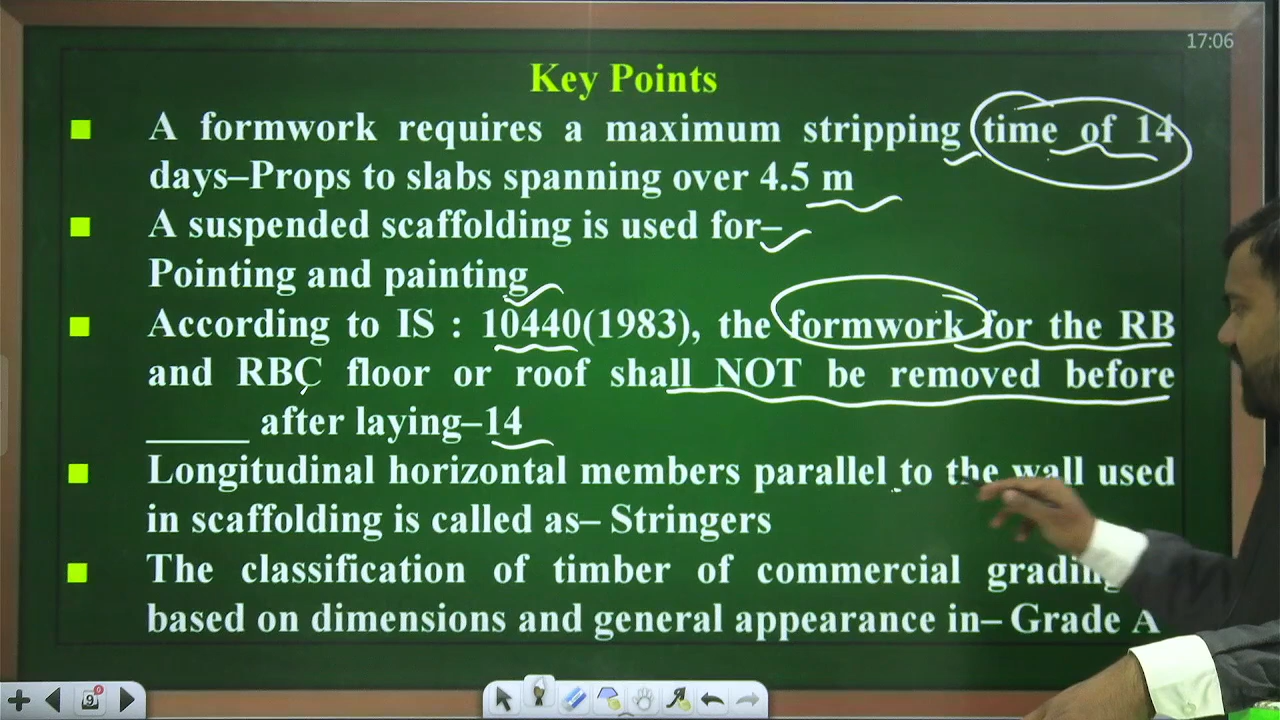 17:06
Key Points
A formwork requires a maximum stripping time of 14
days–Props to slabs spanning over 4.5 m
A suspended scaffolding is used for–
Pointing and painting
According to IS : 10440(1983), the formwork for the RB
and RBC floor or roof shall NOT be removed before
_____ after laying–14
Longitudinal horizontal members parallel to the wall used
in scaffolding is called as– Stringers
The classification of timber of commercial grading
based on dimensions and general appearance in– Grade A
9